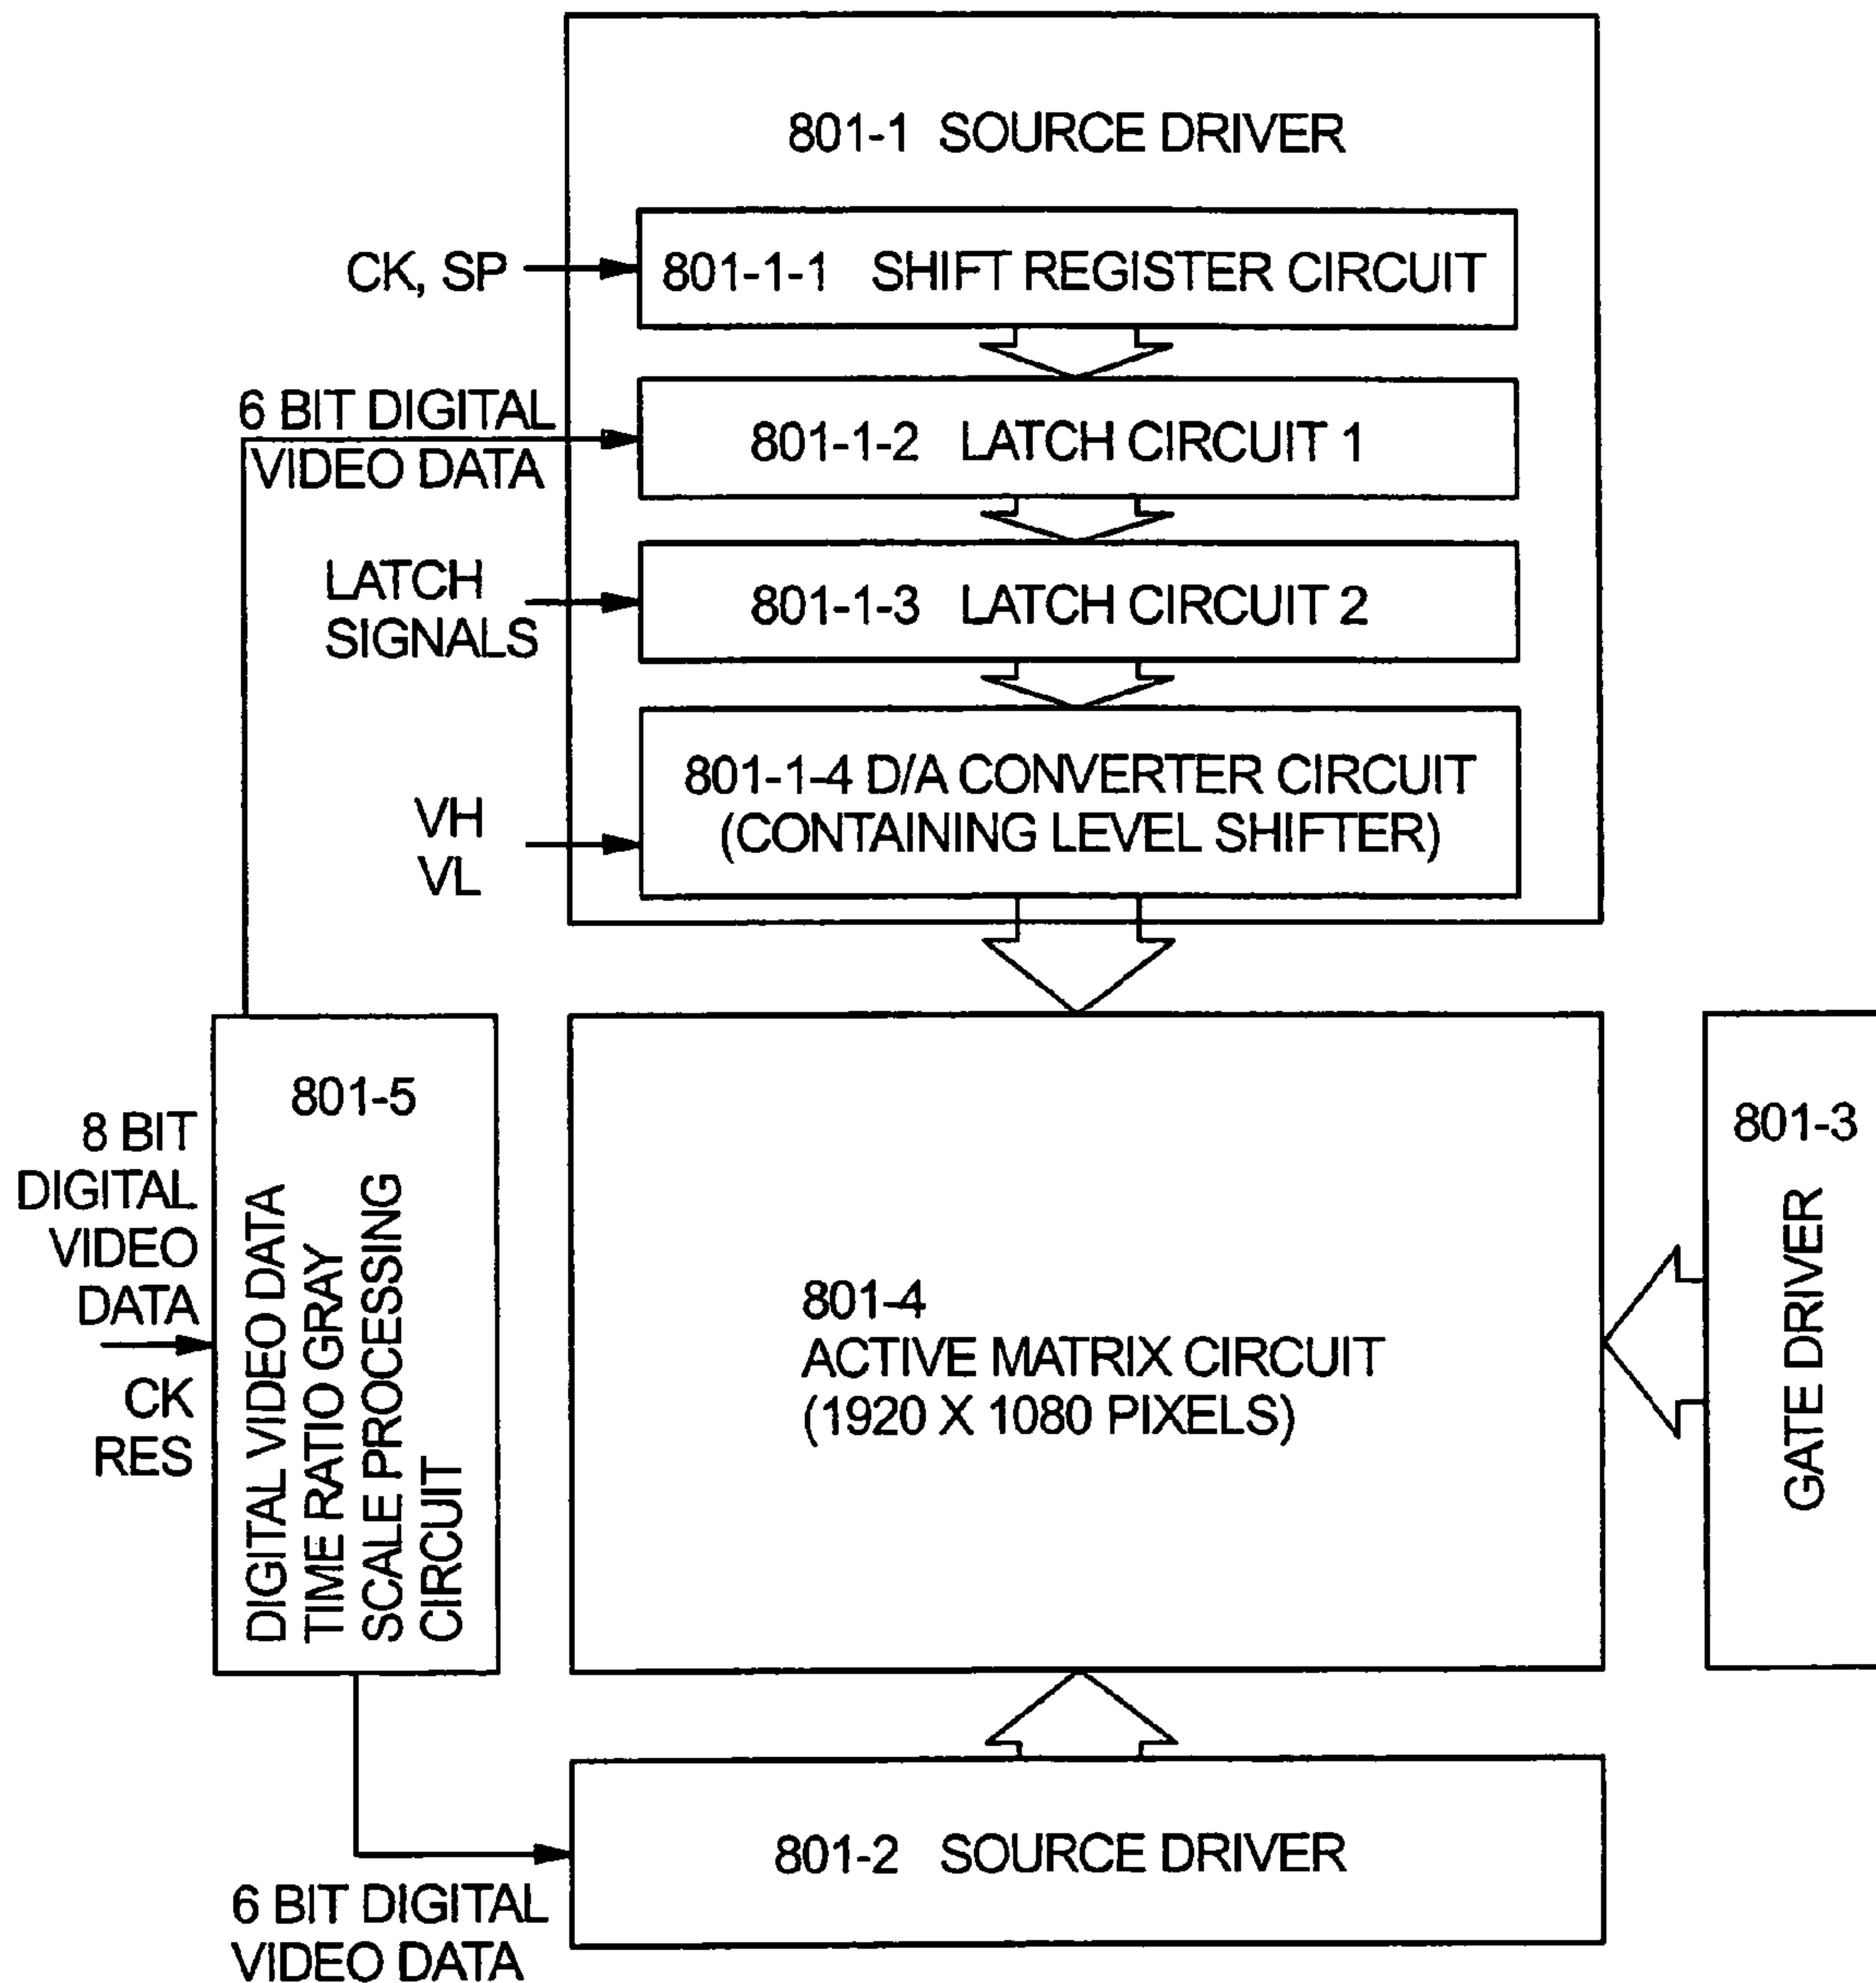 801-1 SOURCE DRIVER
CK, SP
801-1-1 SHIFT REGISTER CIRCUIT
6 BIT DIGITAL
VIDEO DATA
801-1-2 LATCH CIRCUIT 1
LATCH
SIGNALS
801-1-3 LATCH CIRCUIT 2
VH
VL
801-1-4 D/A CONVERTER CIRCUIT
(CONTAINING LEVEL SHIFTER)
8 BIT
DIGITAL
VIDEO
DATA
CK
RES
801-5
DIGITAL VIDEO DATA
TIME RATIO GRAY
SCALE PROCESSING
CIRCUIT
801-4
ACTIVE MATRIX CIRCUIT
(1920 X 1080 PIXELS)
801-3
GATE DRIVER
801-2 SOURCE DRIVER
6 BIT DIGITAL
VIDEO DATA